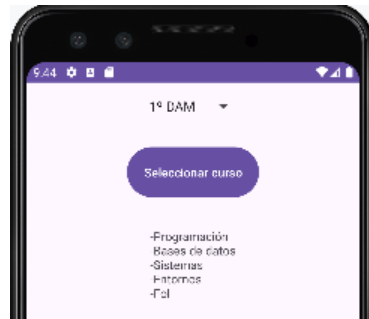 9:44
1º DAM
Seleccionar curso
-Programación
-Bases de datos
-Sistemas
-Entornos
-Fol